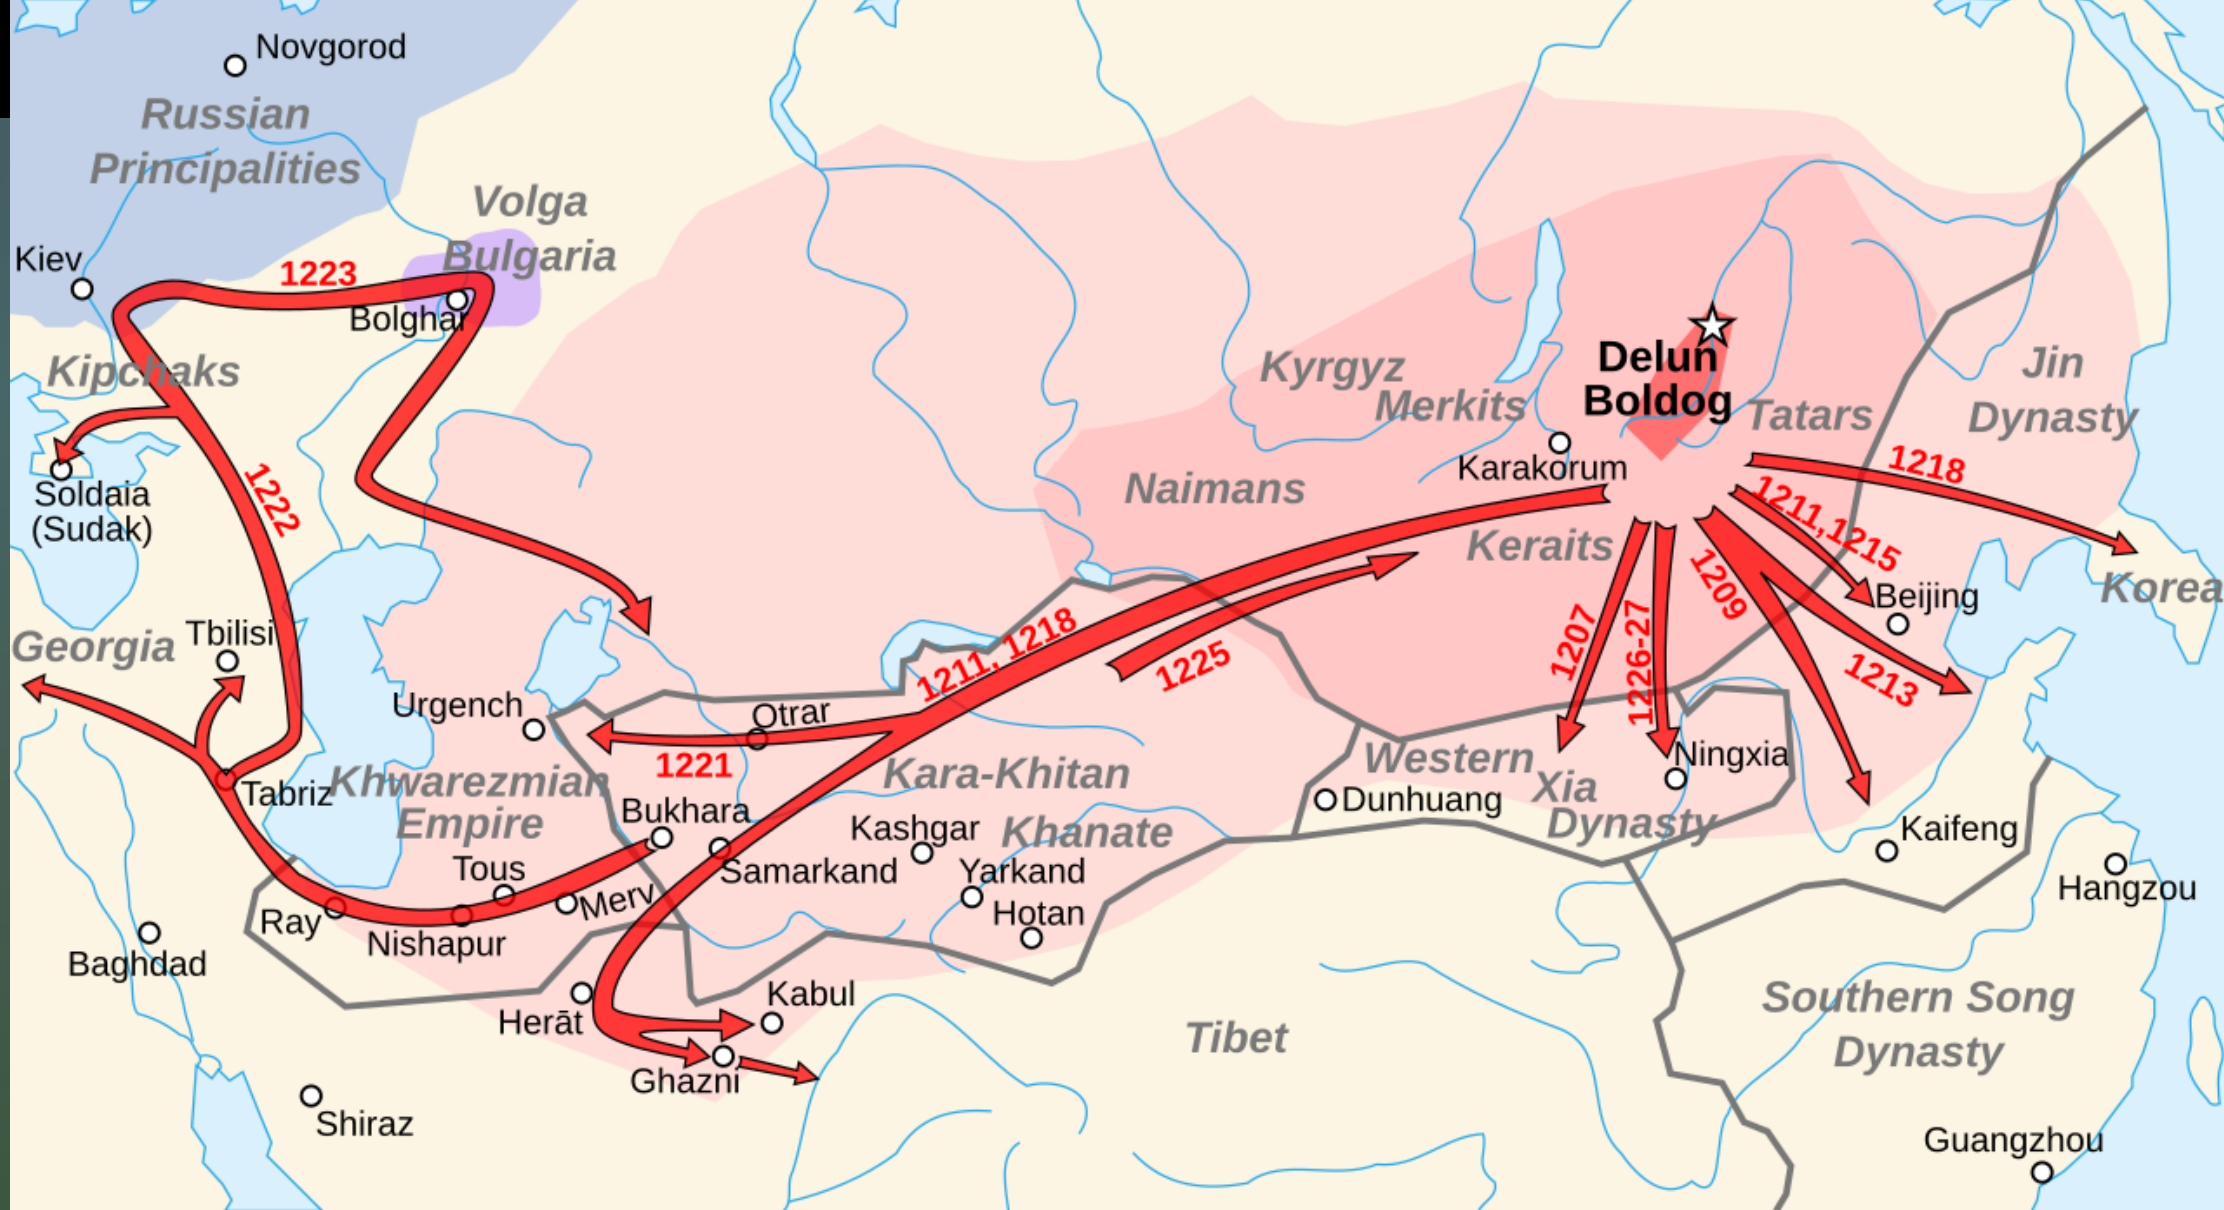 Novgorod
Russian
Principalities
Volga
Bulgaria
Kiev
1223
Bolghar
Kipchaks
Soldaia
(Sudak)
1222
Georgia
Tbilisi
Tabriz
Urgench
Otrar
1221
Khwarezmian
Empire
Bukhara
Tous
Merv
Samarkand
Ray
Nishapur
Baghdad
Herāt
Kabul
Ghazni
Shiraz
Kara-Khitan
Khanate
Kashgar
Yarkand
Hotan
1211, 1218
1225
Kyrgyz
Merkits
Naimans
Karakorum
Keraits
Delun
Boldog
Tatars
Jin
Dynasty
1218
1211,1215
1209
1207
1226-27
1213
Beijing
Korea
Western
Xia
Dynasty
Ningxia
Dunhuang
Kaifeng
Hangzou
Tibet
Southern Song
Dynasty
Guangzhou